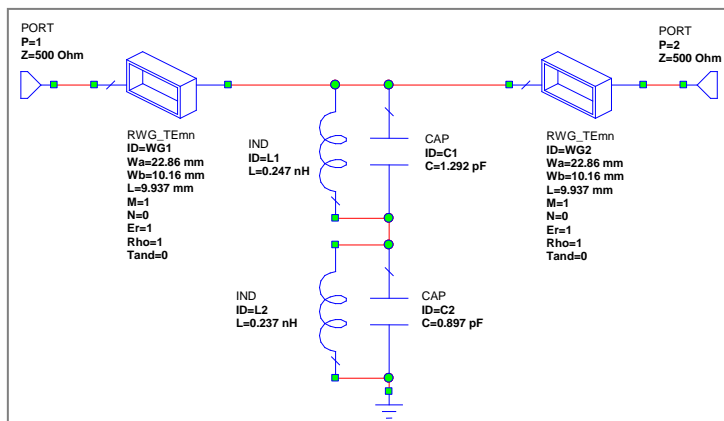 PORT
P=1
Z=500 Ohm
PORT
P=2
Z=500 Ohm
RWG_TEmn
ID=WG1
Wa=22.86 mm
Wb=10.16 mm
L=9.937 mm
M=1
N=0
Er=1
Rho=1
Tand=0
IND
ID=L1
L=0.247 nH
CAP
ID=C1
C=1.292 pF
RWG_TEmn
ID=WG2
Wa=22.86 mm
Wb=10.16 mm
L=9.937 mm
M=1
N=0
Er=1
Rho=1
Tand=0
IND
ID=L2
L=0.237 nH
CAP
ID=C2
C=0.897 pF